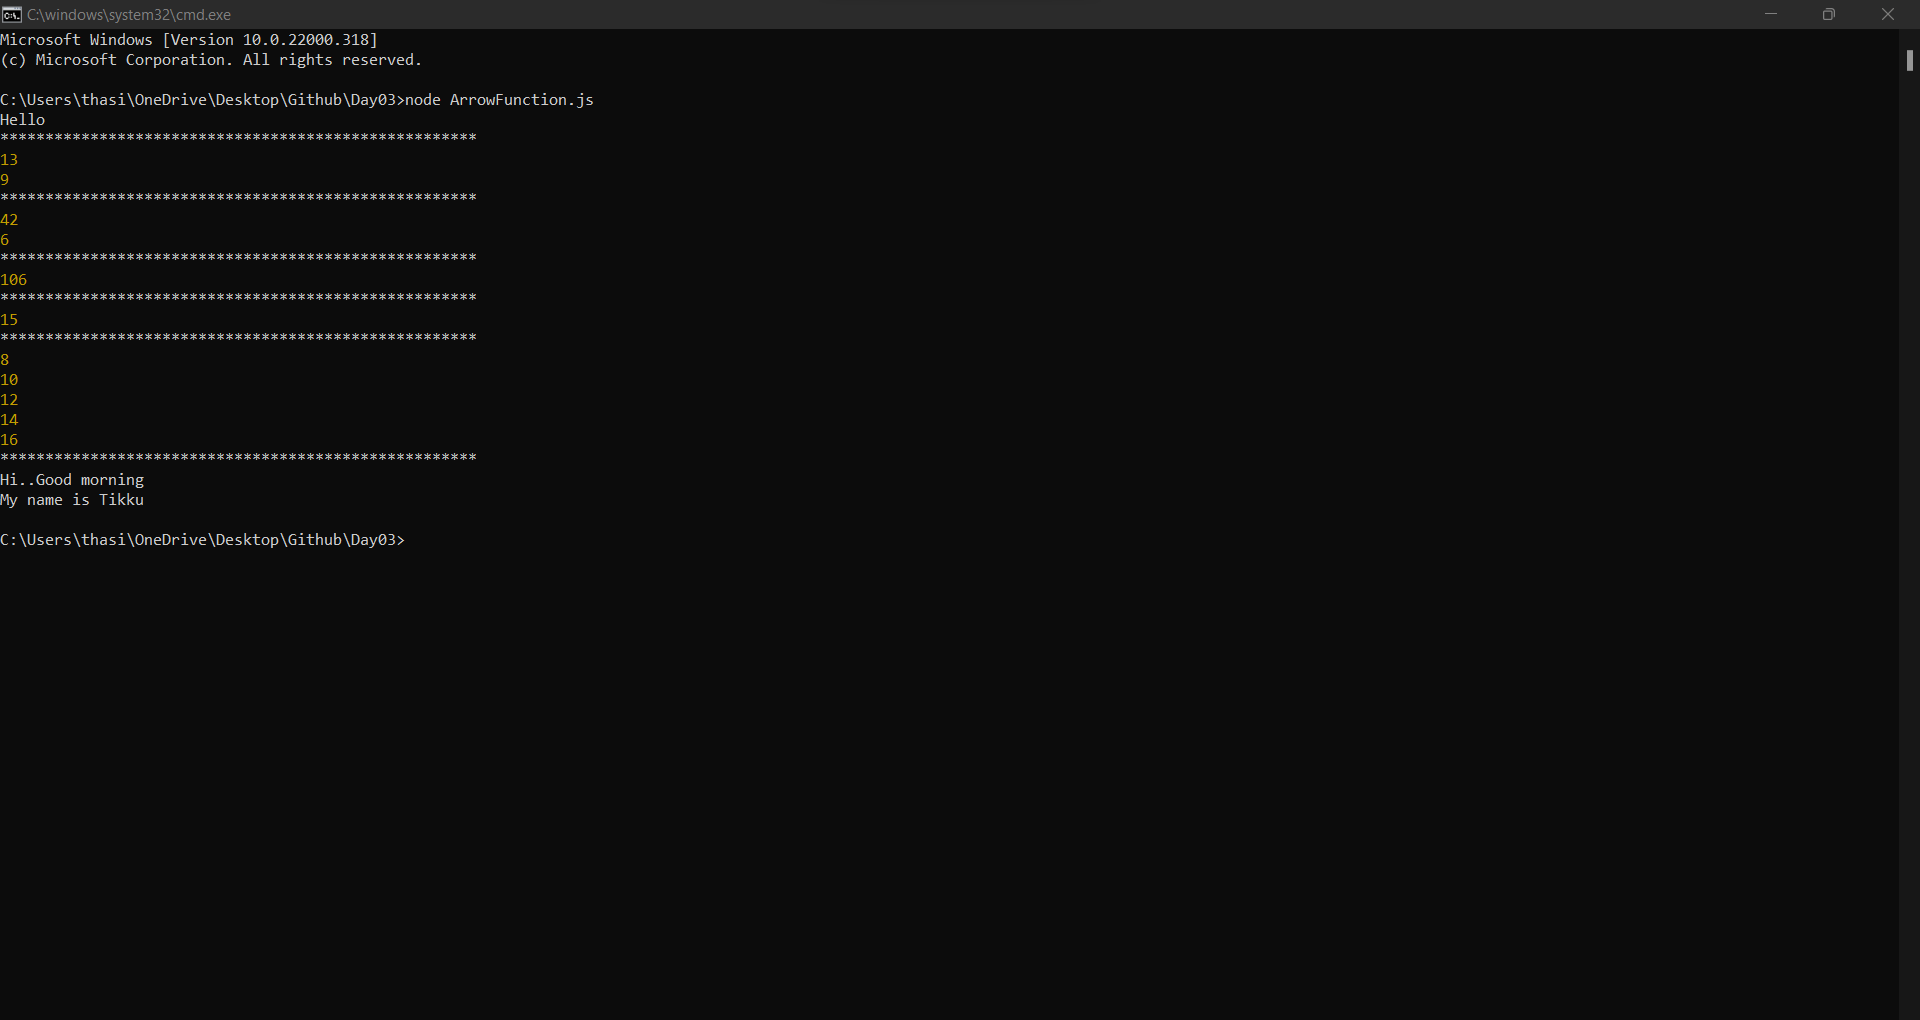 C:\windows\system32\cmd.exe
Microsoft Windows [Version 10.0.22000.318]
(c) Microsoft Corporation. All rights reserved.
C:\Users\thasi\OneDrive\Desktop\Github\Day03>node ArrowFunction.js
Hello
*****************************************************
13
9
*****************************************************
42
6
*****************************************************
106
*****************************************************
15
*****************************************************
8
10
12
14
16
*****************************************************
Hi..Good morning
My name is Tikku
C:\Users\thasi\OneDrive\Desktop\Github\Day03>